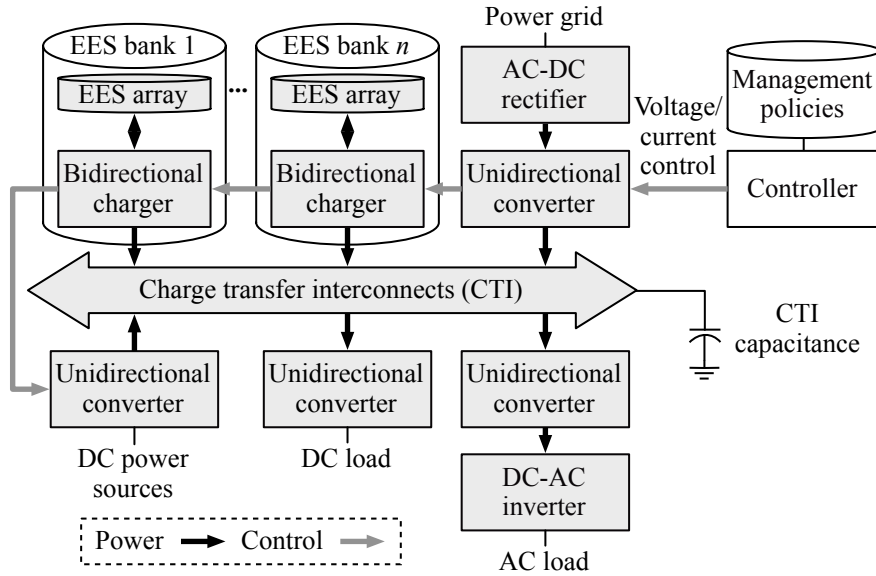 Power grid
EES bank 1
EES bank n
EES array
...
EES array
AC-DC
rectifier
Management
policies
Voltage/
current
control
Bidirectional
charger
Bidirectional
charger
Unidirectional
converter
Controller
Charge transfer interconnects (CTI)
CTI
capacitance
Unidirectional
converter
Unidirectional
converter
Unidirectional
converter
DC power
sources
DC load
DC-AC
inverter
Power
Control
AC load